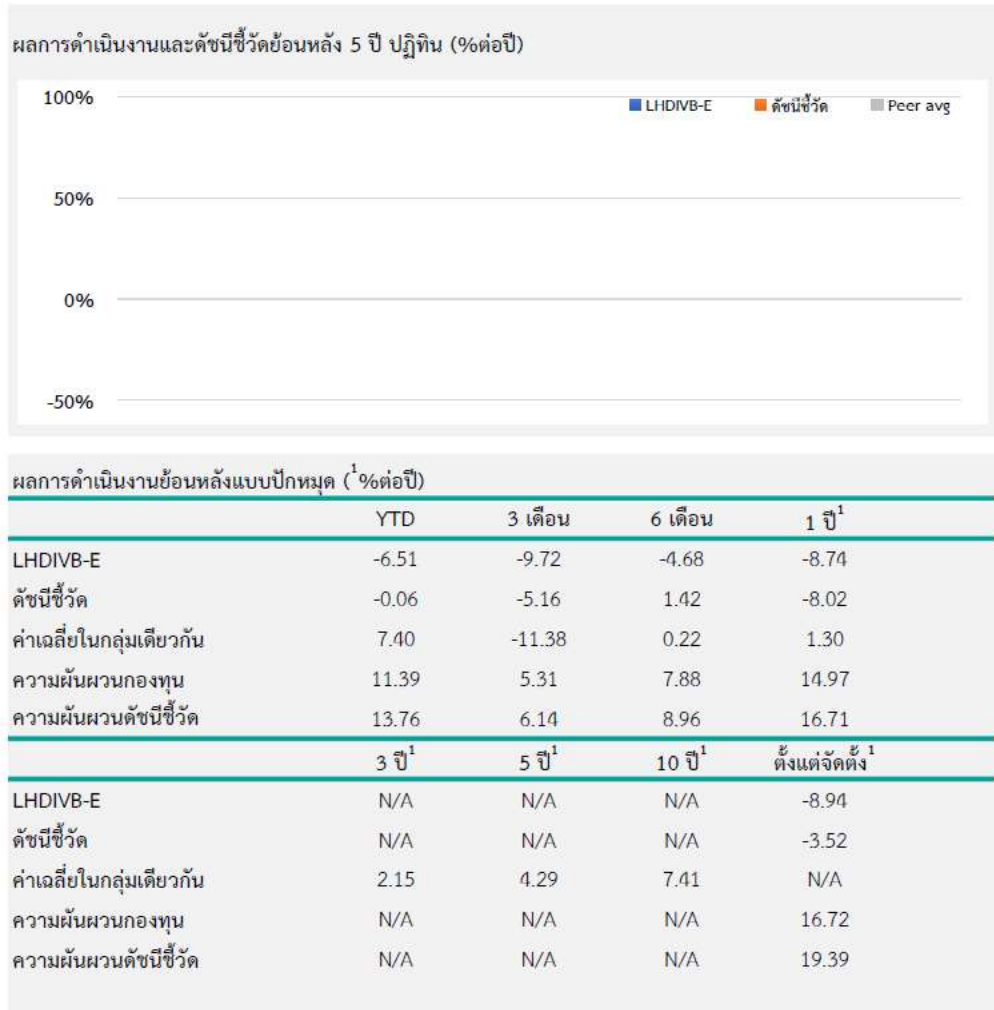 ผลการดำเนินงานและดัชนีชี้วัดย้อนหลัง 5 ปี ปฏิทิน (%ต่อปี)
100%
LHDIVB-E ดัชนีชี้วัด Peer avg
50%
0%
-50%
ผลการดำเนินงานย้อนหลังแบบปักหมุด (1%ต่อปี)
YTD 3 เดือน 6 เดือน 1 ปี1
LHDIVB-E -6.51 -9.72 -4.68 -8.74
ดัชนีชี้วัด -0.06 -5.16 1.42 -8.02
ค่าเฉลี่ยในกลุ่มเดียวกัน 7.40 -11.38 0.22 1.30
ความผันผวนกองทุน 11.39 5.31 7.88 14.97
ความผันผวนดัชนีชี้วัด 13.76 6.14 8.96 16.71
3 ปี1 5 ปี1 10 ปี1 ตั้งแต่จัดตั้ง1
LHDIVB-E N/A N/A N/A -8.94
ดัชนีชี้วัด N/A N/A N/A -3.52
ค่าเฉลี่ยในกลุ่มเดียวกัน 2.15 4.29 7.41 N/A
ความผันผวนกองทุน N/A N/A N/A 16.72
ความผันผวนดัชนีชี้วัด N/A N/A N/A 19.39